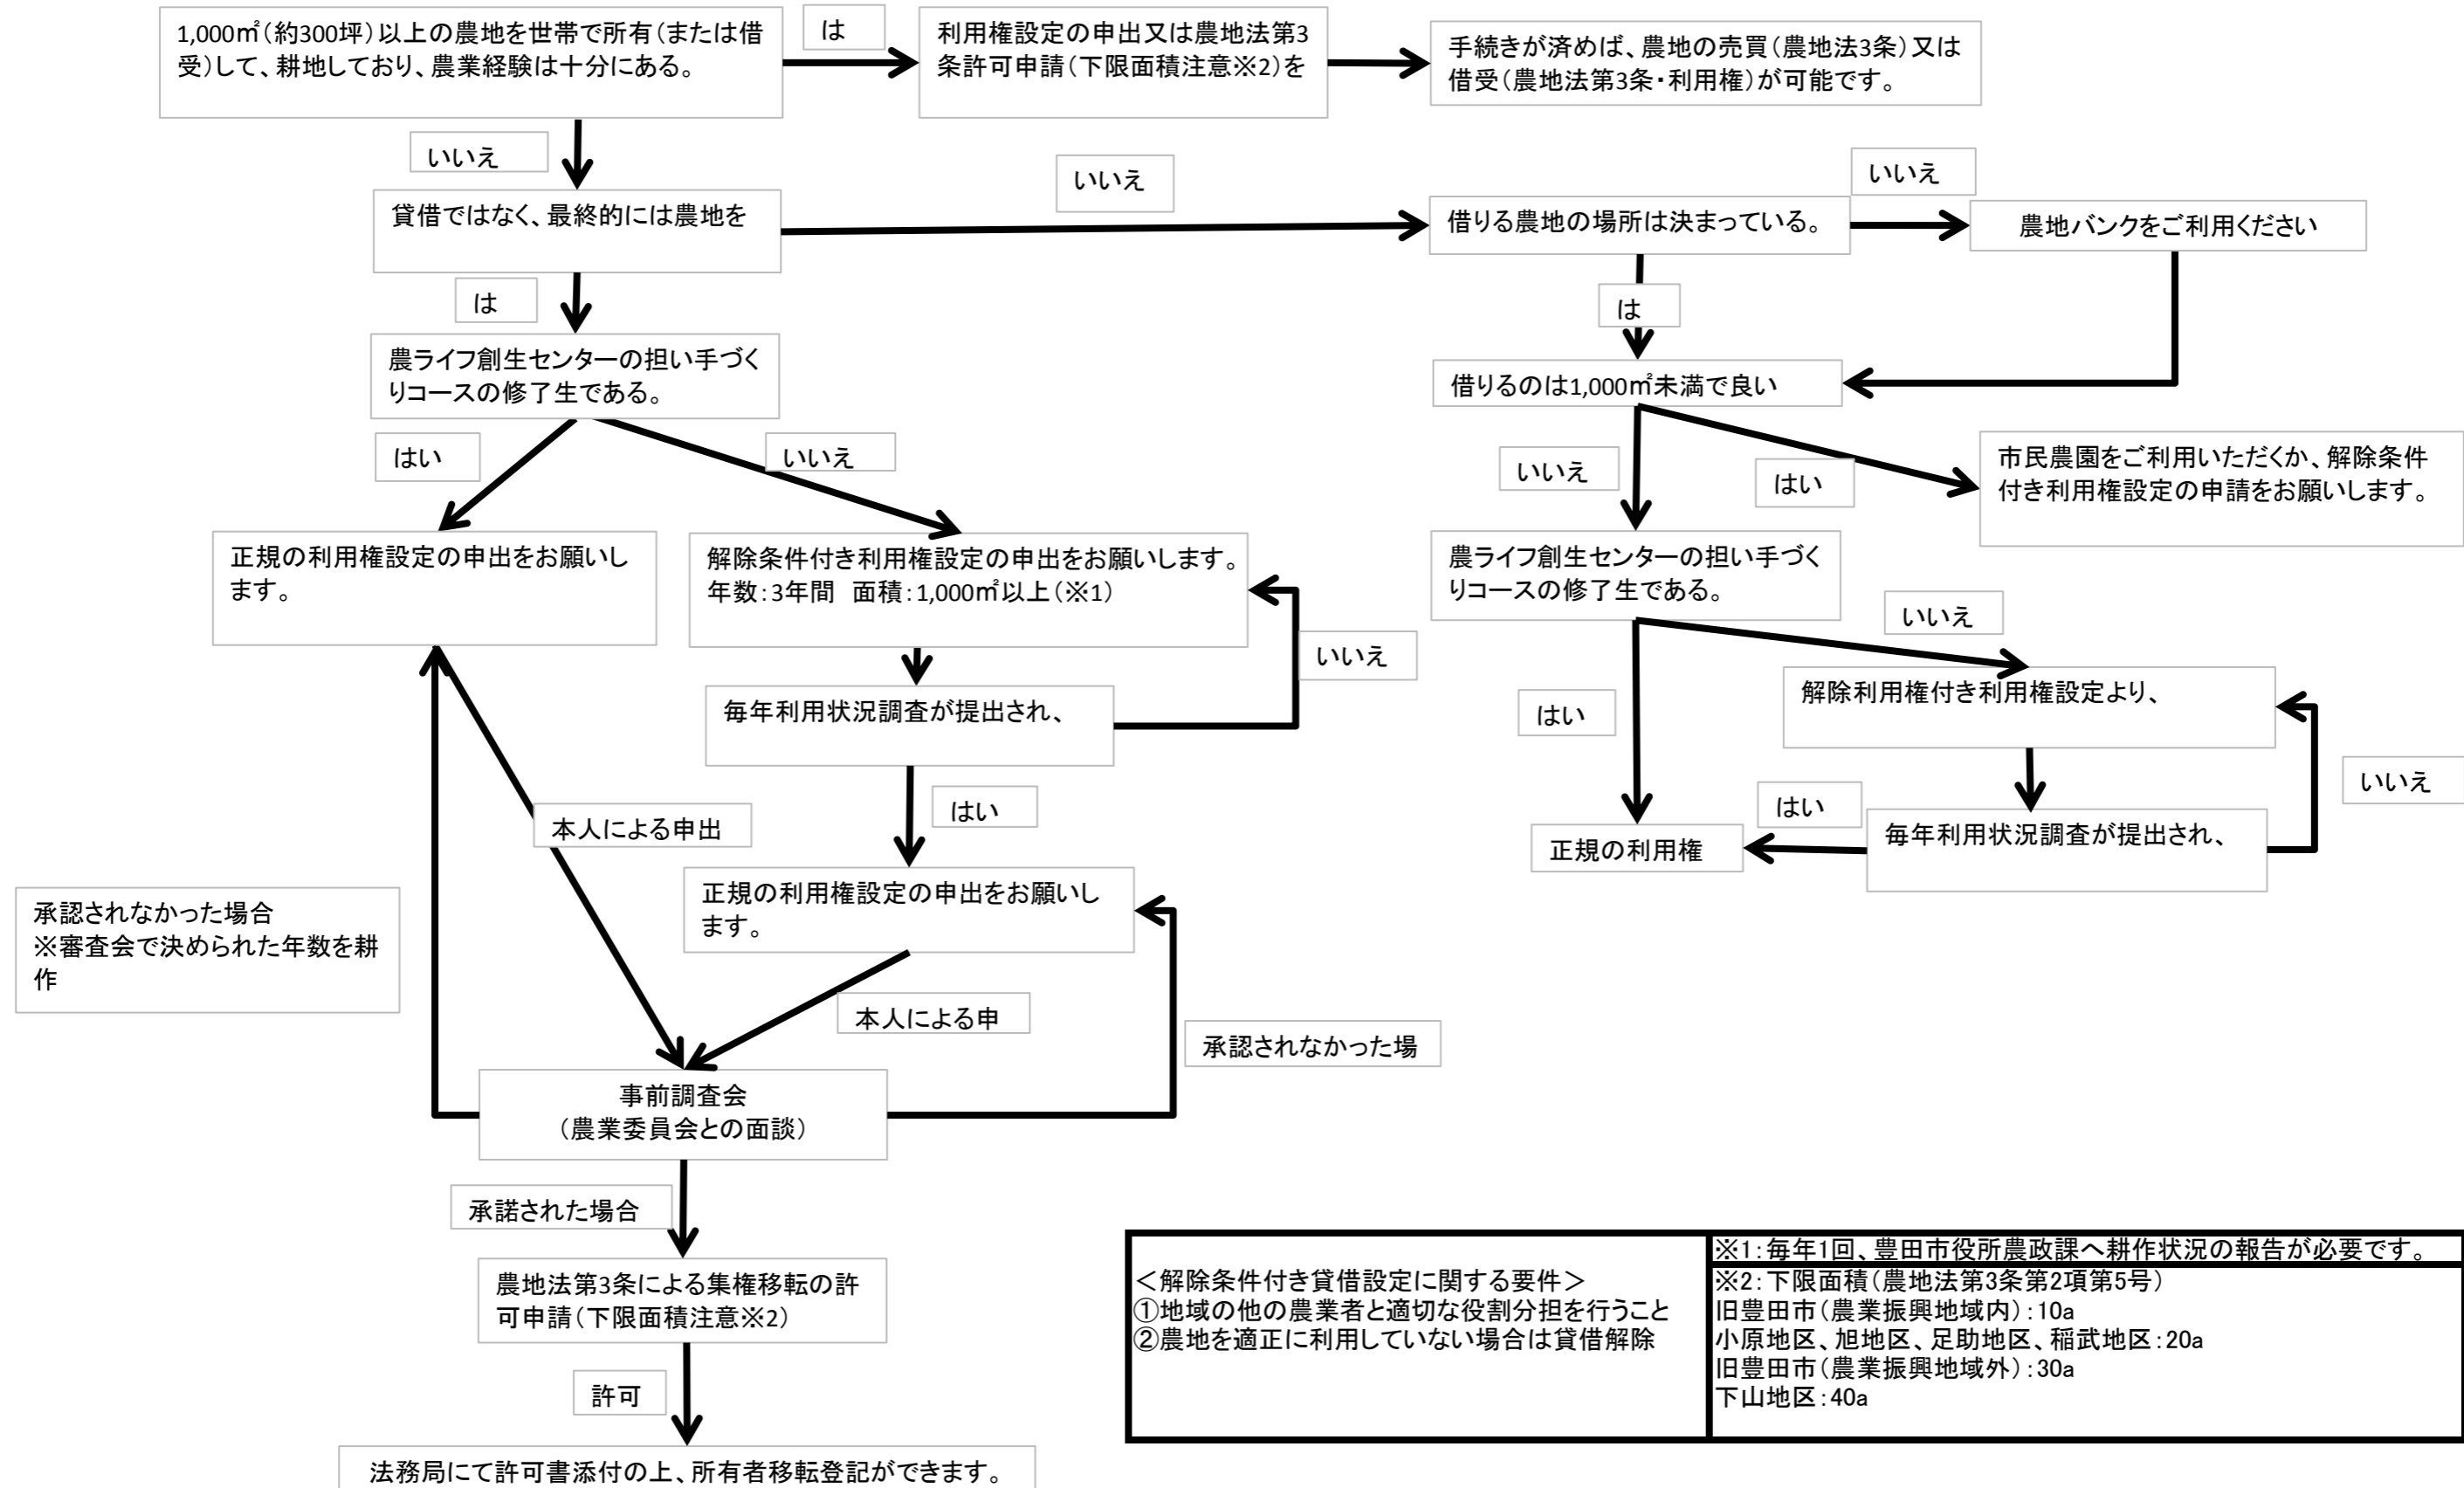 1,000㎡（約300坪）以上の農地を世帯で所有（または借
受）して、耕地しており、農業経験は十分にある。
は
利用権設定の申出又は農地法第3
条許可申請（下限面積注意※2）を
手続きが済めば、農地の売買（農地法3条）又は
借受（農地法第3条・利用権）が可能です。
いいえ
貸借ではなく、最終的には農地を
いいえ
借りる農地の場所は決まっている。
いいえ
農地バンクをご利用ください
は
は
農ライフ創生センターの担い手づく
りコースの修了生である。
借りるのは1,000㎡未満で良い
はい
いいえ
いいえ
はい
市民農園をご利用いただくか、解除条件
付き利用権設定の申請をお願いします。
正規の利用権設定の申出をお願いし
ます。
解除条件付き利用権設定の申出をお願いします。
年数：3年間　面積：1,000㎡以上（※1）
農ライフ創生センターの担い手づく
りコースの修了生である。
いいえ
いいえ
毎年利用状況調査が提出され、
はい
解除利用権付き利用権設定より、
はい
いいえ
本人による申出
はい
正規の利用権
毎年利用状況調査が提出され、
正規の利用権設定の申出をお願いし
ます。
承認されなかった場合
※審査会で決められた年数を耕
作
本人による申
承認されなかった場
事前調査会
（農業委員会との面談）
承諾された場合
農地法第3条による集権移転の許
可申請（下限面積注意※2）
許可
法務局にて許可書添付の上、所有者移転登記ができます。
＜解除条件付き貸借設定に関する要件＞
①地域の他の農業者と適切な役割分担を行うこと
②農地を適正に利用していない場合は貸借解除
※1：毎年1回、豊田市役所農政課へ耕作状況の報告が必要です。
※2：下限面積（農地法第3条第2項第5号）
旧豊田市（農業振興地域内）：10a
小原地区、旭地区、足助地区、稲武地区：20a
旧豊田市（農業振興地域外）：30a
下山地区：40a